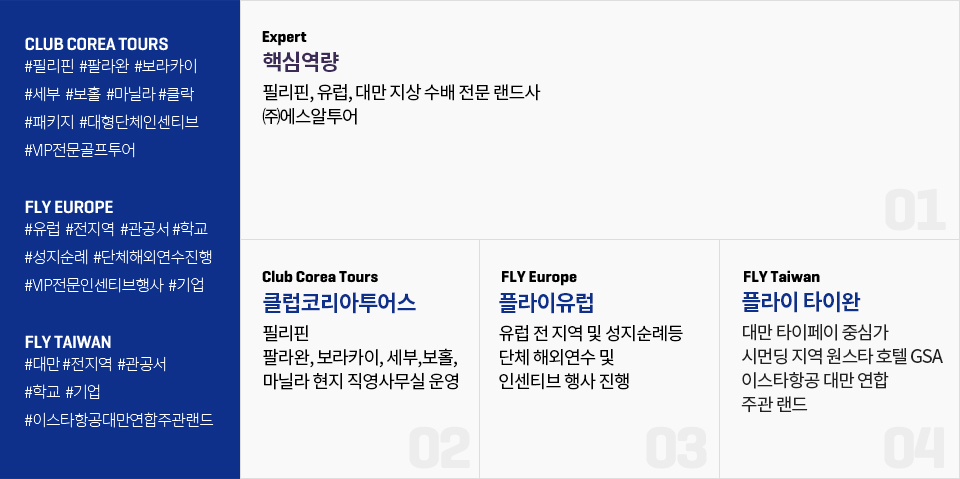 CLUB COREA TOURS
#필리핀 #팔라완 #보라카이
#세부 #보홀 #마닐라 #클락
#패키지 #대형단체인센티브
#VIP전문골프투어
FLY EUROPE
#유럽 #전지역 #관공서 #학교
#성지순례 #단체해외연수진행
#VIP전문인센티브행사 #기업
FLY TAIWAN
#대만 #전지역 #관공서
#학교 #기업
#이스타항공대만연합주관랜드
Expert
핵심역량
필리핀, 유럽, 대만 지상 수배 전문 랜드사
㈜에스알투어
01
Club Corea Tours
클럽코리아투어스
필리핀
팔라완, 보라카이, 세부,보홀,
마닐라 현지 직영사무실 운영
02
FLY Europe
플라이유럽
유럽 전 지역 및 성지순례등
단체 해외연수 및
인센티브 행사 진행
03
FLY Taiwan
플라이 타이완
대만 타이페이 중심가
시먼딩 지역 원스타 호텔 GSA
이스타항공 대만 연합
주관 랜드
04